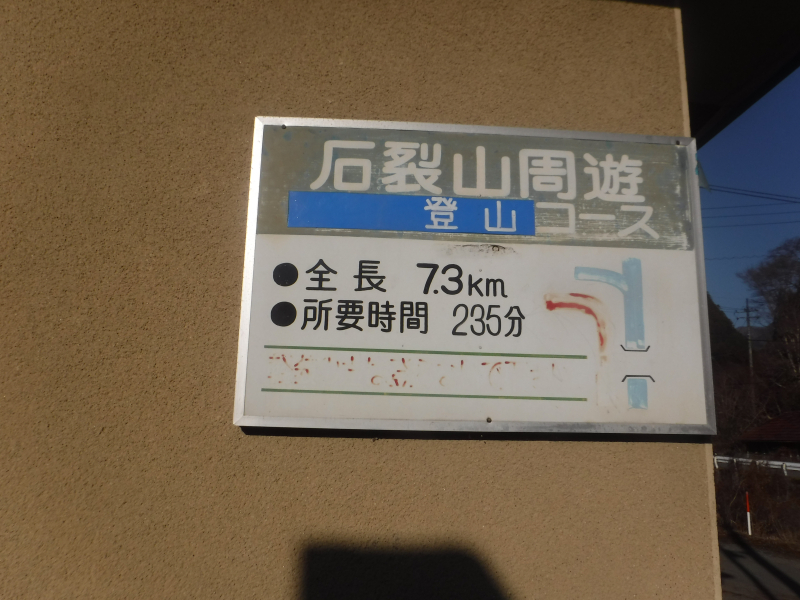 石裂山周遊
登山コース
●全長 7.3km
●所要時間 235分